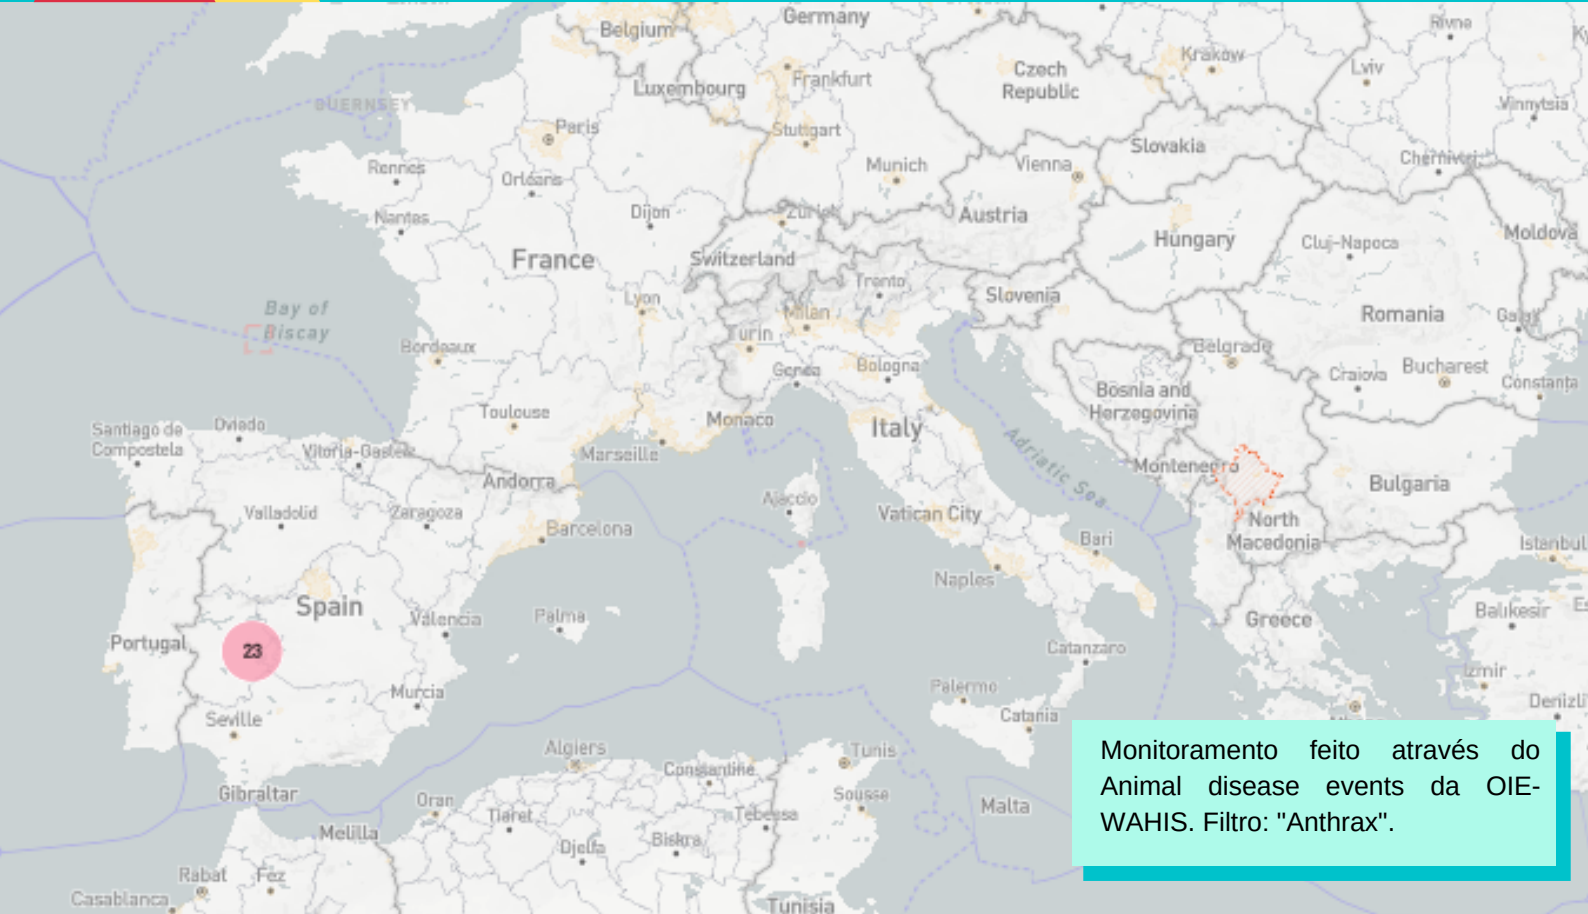 Germany
Belgium
Rivne
Krakow
Lviv
Czech
Republic
Frankfurt
Luxembourg
GUERNSEY
Vinnytsia
Paris
Stuttgart
Slovakia
Chernivtsi
Rennes
Orléans
Munich
Vienna
Nantes
Dijon
Zurich
Austria
Hungary
Cluj-Napoca
Moldova
France
Switzerland
Trento
Slovenia
Lyon
Milan
Romania
Galați
Bay of
Biscay
Turin
Bordeaux
Genoa
Bologna
Belgrade
Craiova
Bucharest
Constanța
Bosnia and
Herzegovina
Toulouse
Monaco
Italy
Santiago de
Compostela
Oviedo
Vitoria-Gasteiz
Marseille
Adriatic Sea
Montenegro
Andorra
Bulgaria
Valladolid
Zaragoza
Ajaccio
Vatican City
North
Macedonia
Barcelona
Bari
Istanbul
Naples
Spain
Valencia
Palma
Balıkesir
Portugal
23
Greece
Catanzaro
Izmir
Murcia
Palermo
Denizli
Seville
Catania
Algiers
Tunis
Constantine
Gibraltar
Oran
Sousse
Malta
Tiaret
Tébessa
Melilla
Djelfa
Biskra
Rabat
Fez
Casablanca
Tunisia
Monitoramento feito através do
Animal disease events da OIE-
WAHIS. Filtro: "Anthrax".